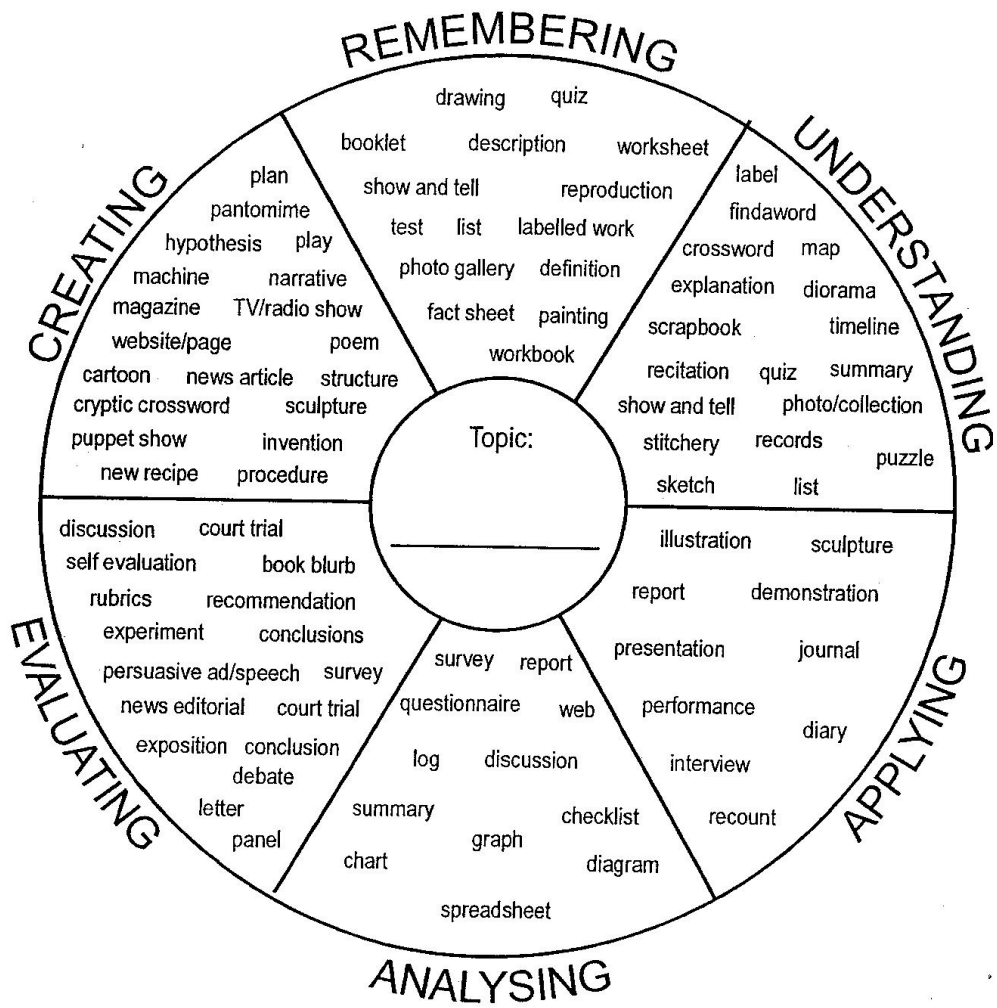 REMEMBERING
drawing quiz
booklet description worksheet
show and tell reproduction
test list labelled work
photo gallery definition
fact sheet painting
workbook
UNDERSTANDING
label
findaword
crossword map
explanation diorama
scrapbook timeline
recitation quiz summary
show and tell photo/collection
stitchery records
puzzle
sketch list
APPLYING
illustration sculpture
report demonstration
presentation journal
performance
diary
interview
recount
ANALYSING
survey report
questionnaire web
log discussion
summary checklist
graph
chart diagram
spreadsheet
EVALUATING
discussion court trial
self evaluation book blurb
rubrics recommendation
experiment conclusions
persuasive ad/speech survey
news editorial court trial
exposition conclusion
debate
letter
panel
CREATING
plan
pantomime
hypothesis play
machine narrative
magazine TV/radio show
website/page poem
cartoon news article structure
cryptic crossword sculpture
puppet show invention
new recipe procedure
Topic: